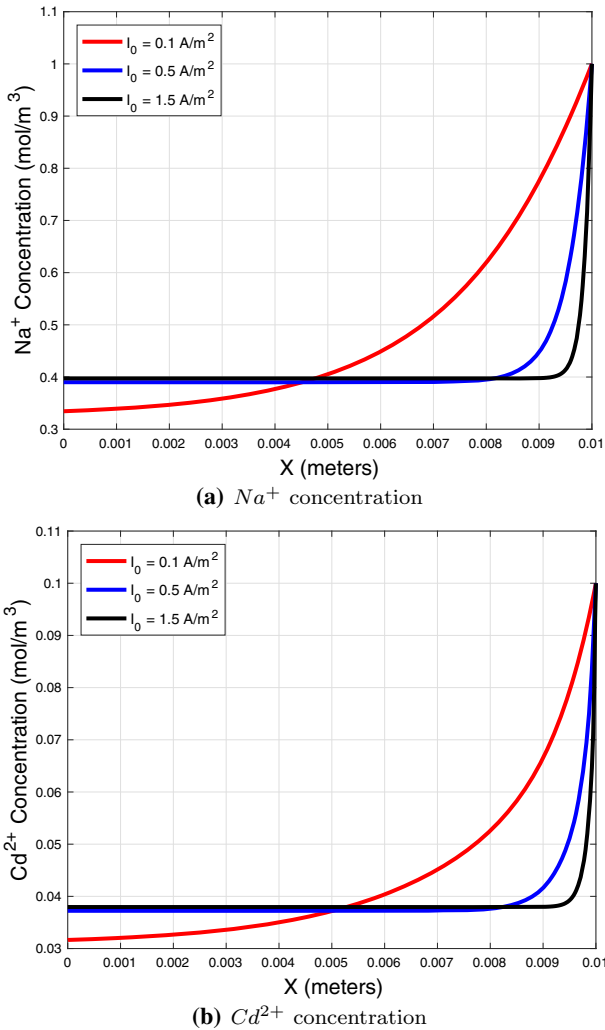 1.1
1
0.9
0.8
0.7
0.6
0.5
0.4
0.3
Na⁺ Concentration (mol/m³)
I₀ = 0.1 A/m²
I₀ = 0.5 A/m²
I₀ = 1.5 A/m²
0 0.001 0.002 0.003 0.004 0.005 0.006 0.007 0.008 0.009 0.01
X (meters)
(a) Na⁺ concentration
0.11
0.1
0.09
0.08
0.07
0.06
0.05
0.04
0.03
Cd²⁺ Concentration (mol/m³)
I₀ = 0.1 A/m²
I₀ = 0.5 A/m²
I₀ = 1.5 A/m²
0 0.001 0.002 0.003 0.004 0.005 0.006 0.007 0.008 0.009 0.01
X (meters)
(b) Cd²⁺ concentration